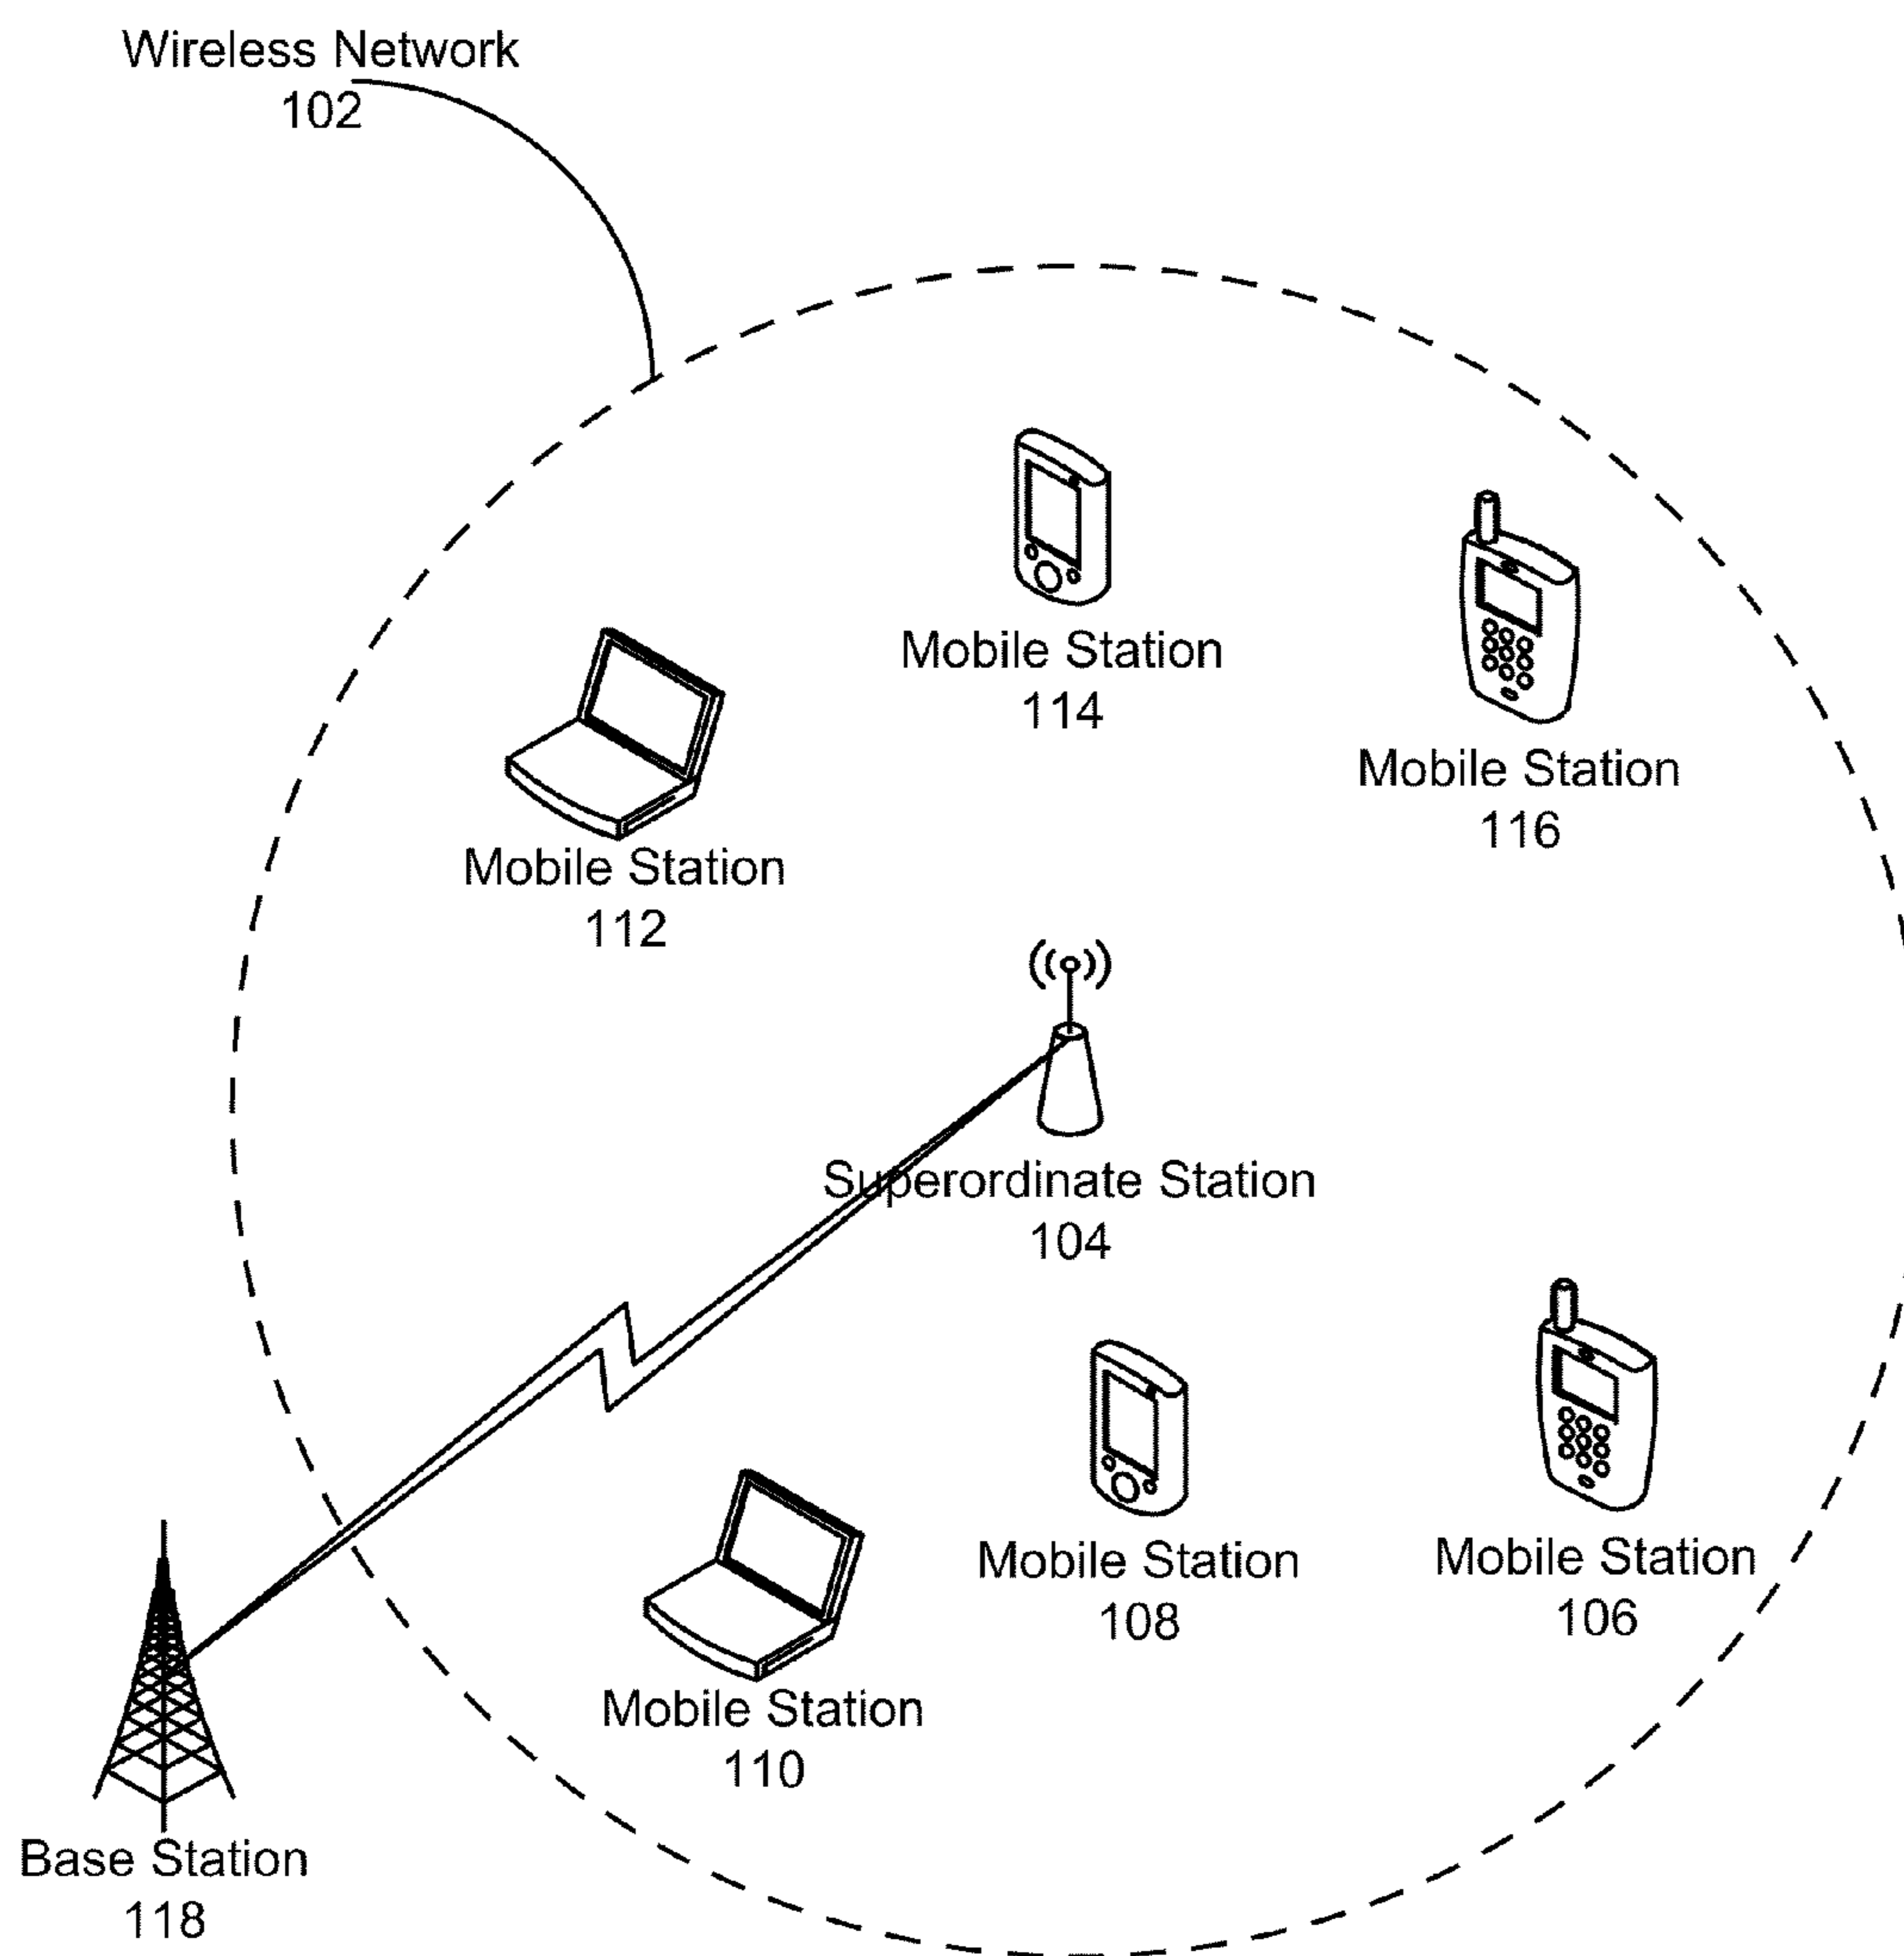 Wireless Network
102
Mobile Station
114
Mobile Station
116
Mobile Station
112
Superordinate Station
104
Mobile Station
108
Mobile Station
106
Mobile Station
110
Base Station
118